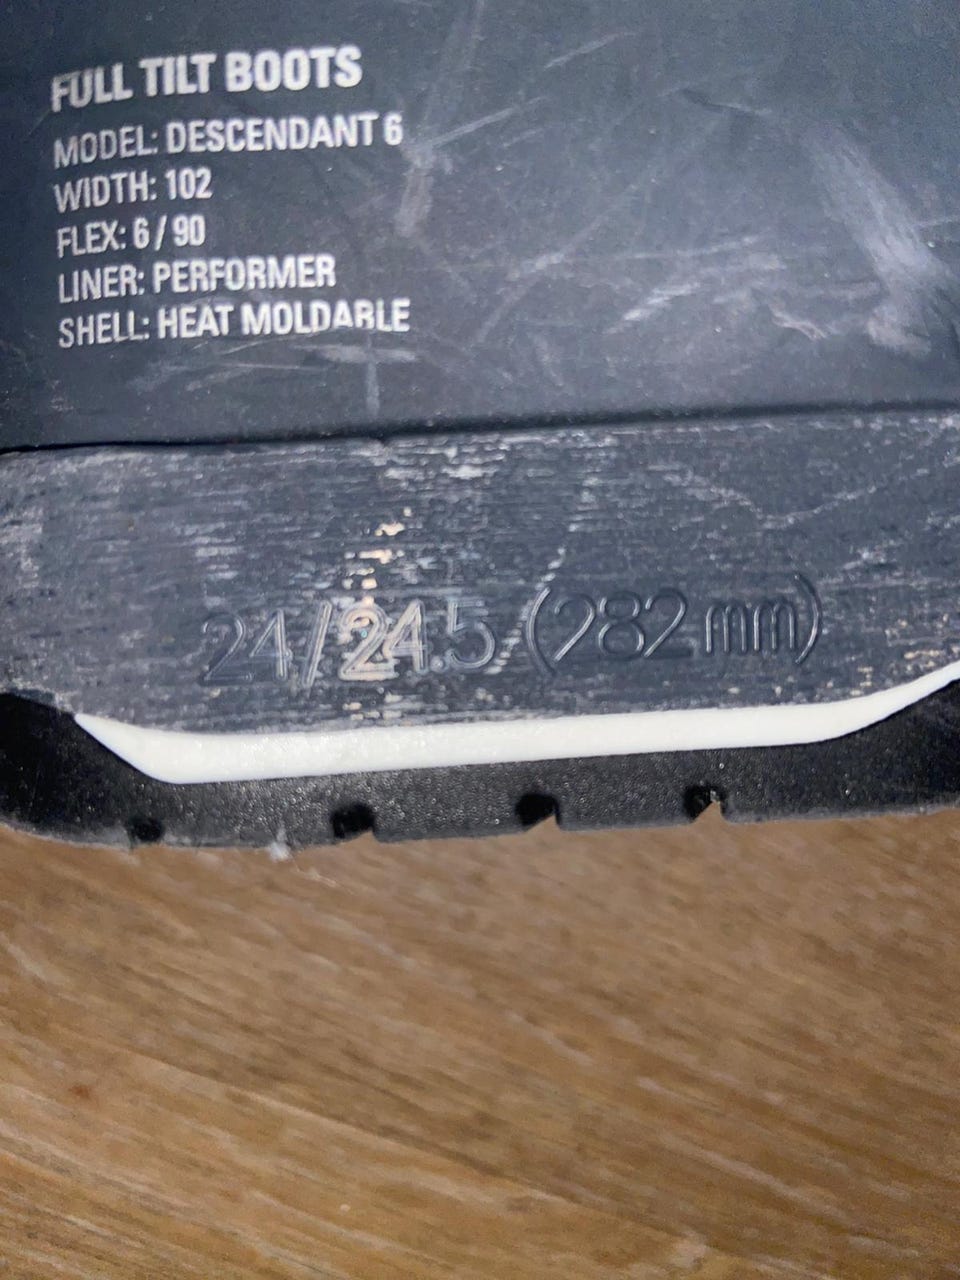 FULL TILT BOOTS
MODEL: DESCENDANT 6
WIDTH: 102
FLEX: 6 / 90
LINER: PERFORMER
SHELL: HEAT MOLDABLE
24/24.5 (282 mm)